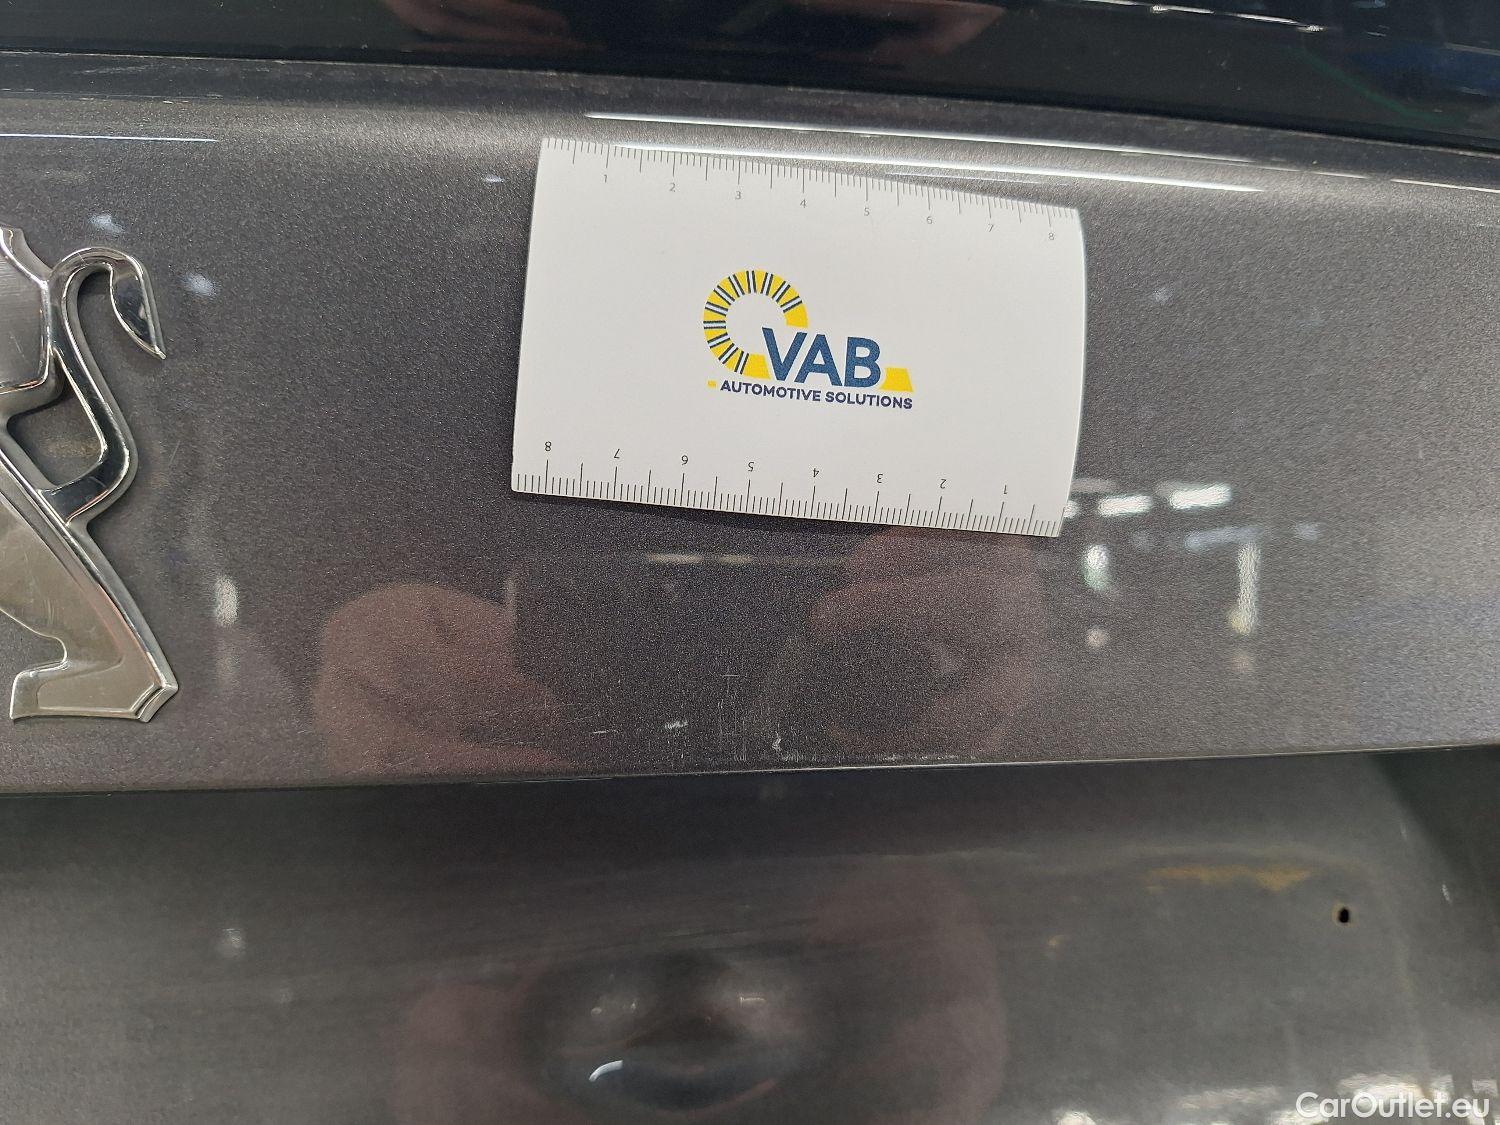 1 2 3 4 5 6 7 8
VAB
AUTOMOTIVE SOLUTIONS
8 7 6 5 4 3 2 1
CarOutlet.eu